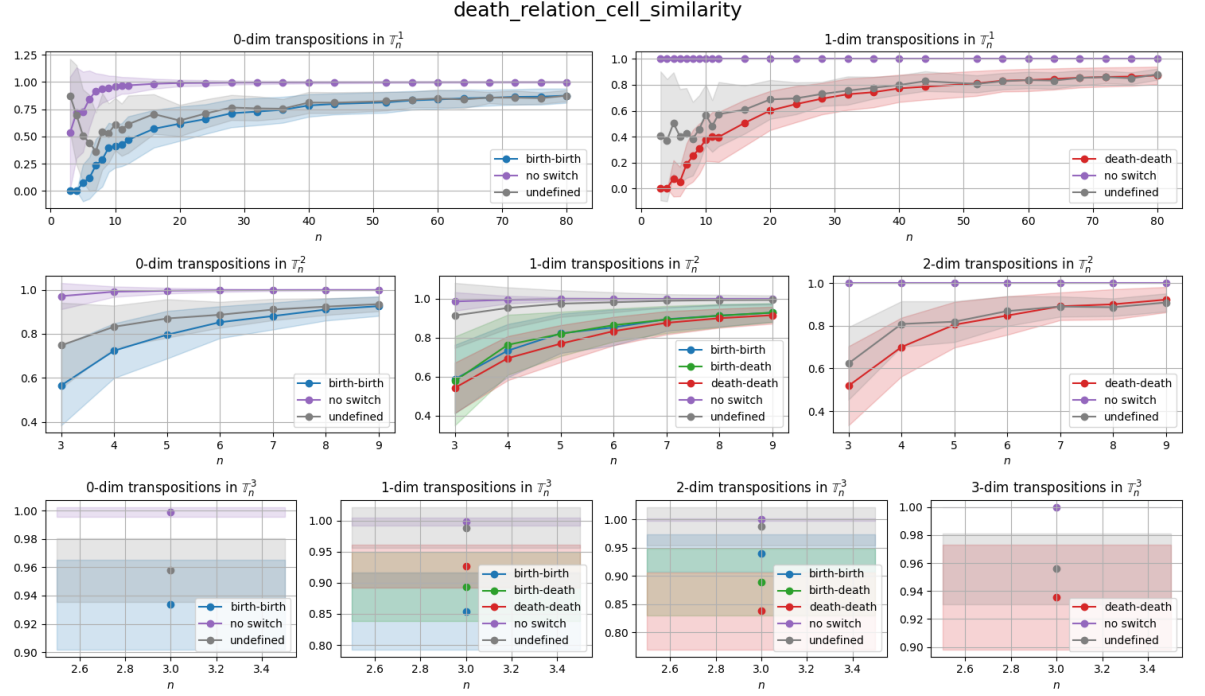 death_relation_cell_similarity
0-dim transpositions in 𝕋ₙ¹
1.25
1.00
0.75
0.50
0.25
0.00
birth-birth
no switch
undefined
0 10 20 30 40 50 60 70 80
n
1-dim transpositions in 𝕋ₙ¹
1.0
0.8
0.6
0.4
0.2
0.0
death-death
no switch
undefined
0 10 20 30 40 50 60 70 80
n
0-dim transpositions in 𝕋ₙ²
1.0
0.8
0.6
0.4
birth-birth
no switch
undefined
3 4 5 6 7 8 9
n
1-dim transpositions in 𝕋ₙ²
1.0
0.8
0.6
0.4
birth-birth
birth-death
death-death
no switch
undefined
3 4 5 6 7 8 9
n
2-dim transpositions in 𝕋ₙ²
1.0
0.8
0.6
0.4
death-death
no switch
undefined
3 4 5 6 7 8 9
n
0-dim transpositions in 𝕋ₙ³
1.00
0.98
0.96
0.94
0.92
0.90
birth-birth
no switch
undefined
2.6 2.8 3.0 3.2 3.4
n
1-dim transpositions in 𝕋ₙ³
1.00
0.95
0.90
0.85
0.80
birth-birth
birth-death
death-death
no switch
undefined
2.6 2.8 3.0 3.2 3.4
n
2-dim transpositions in 𝕋ₙ³
1.00
0.95
0.90
0.85
0.80
birth-birth
birth-death
death-death
no switch
undefined
2.6 2.8 3.0 3.2 3.4
n
3-dim transpositions in 𝕋ₙ³
1.00
0.98
0.96
0.94
0.92
0.90
death-death
no switch
undefined
2.6 2.8 3.0 3.2 3.4
n